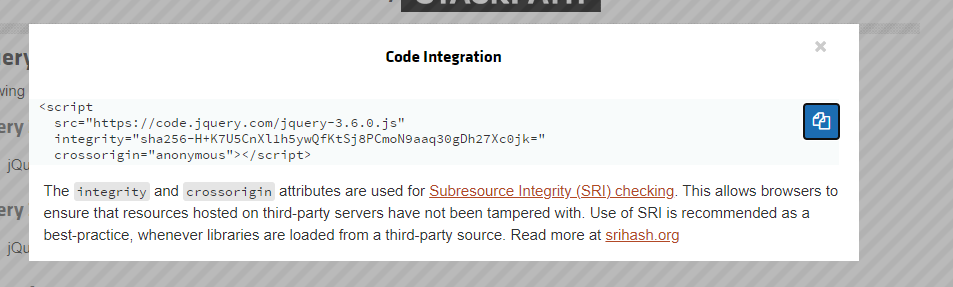 Code Integration
×
<script
src="https://code.jquery.com/jquery-3.6.0.js"
integrity="sha256-H+K7U5CnXl1h5ywQfKtSj8PCmoN9aaq30gDh27Xc0jk="
crossorigin="anonymous"></script>
The integrity and crossorigin attributes are used for Subresource Integrity (SRI) checking. This allows browsers to
ensure that resources hosted on third-party servers have not been tampered with. Use of SRI is recommended as a
best-practice, whenever libraries are loaded from a third-party source. Read more at srihash.org